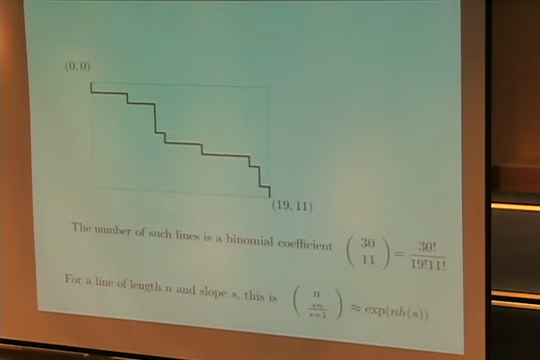 (0, 0)
(19, 11)
The number of such lines is a binomial coefficient \binom{30}{11} = \frac{30!}{19!11!}
For a line of length n and slope s, this is \binom{n}{\frac{sn}{s+1}} ≈ exp(nh(s))